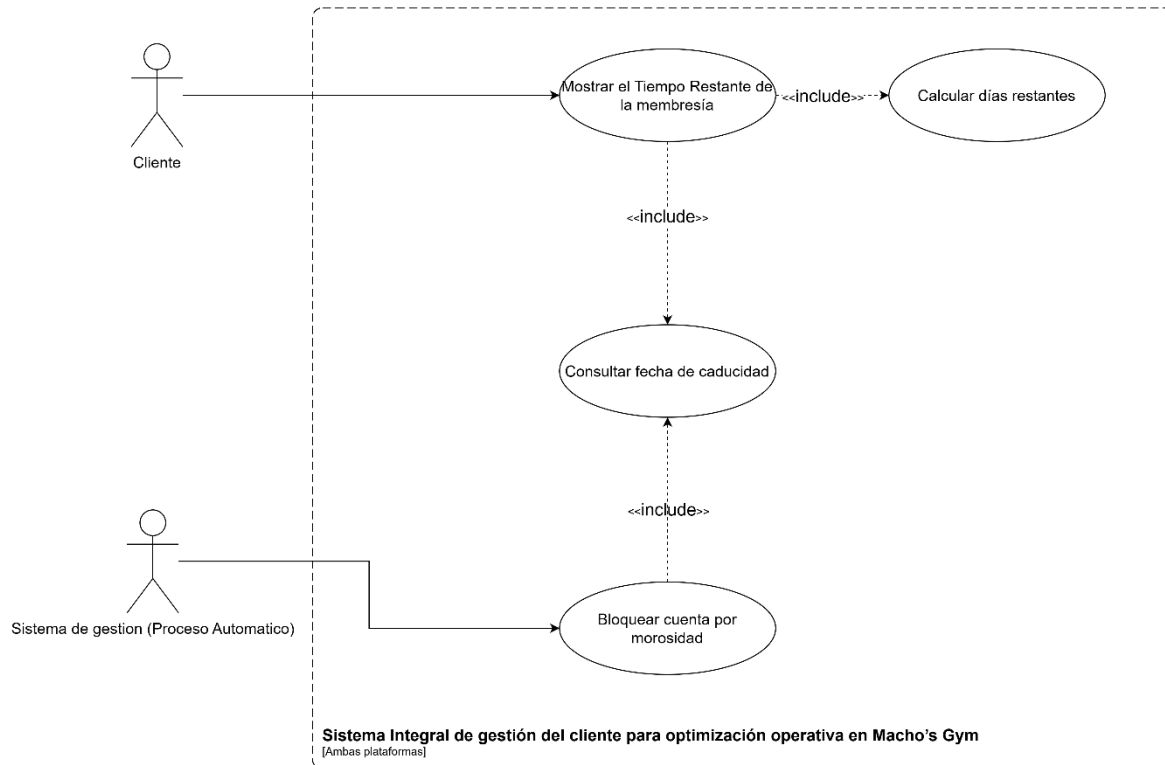 Cliente
Mostrar el Tiempo Restante de
la membresía
<<include>>
Calcular días restantes
<<include>>
Consultar fecha de caducidad
<<include>>
Sistema de gestion (Proceso Automatico)
Bloquear cuenta por
morosidad
Sistema Integral de gestión del cliente para optimización operativa en Macho's Gym
[Ambas plataformas]